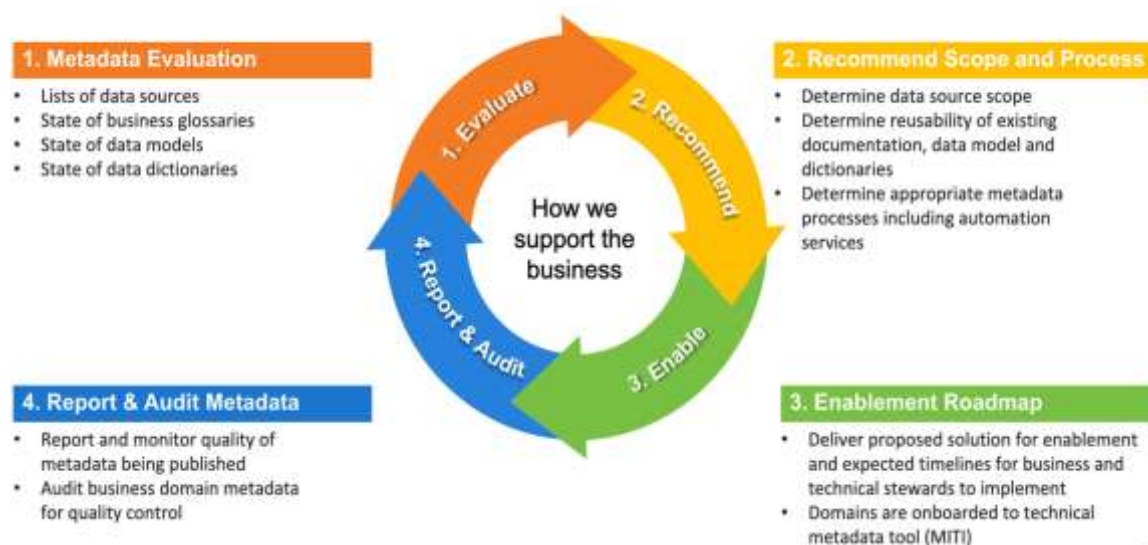 1. Metadata Evaluation
• Lists of data sources
• State of business glossaries
• State of data models
• State of data dictionaries
1. Evaluate
2. Recommend
3. Enable
4. Report & Audit
How we
support the
business
2. Recommend Scope and Process
• Determine data source scope
• Determine reusability of existing
documentation, data model and
dictionaries
• Determine appropriate metadata
processes including automation
services
4. Report & Audit Metadata
• Report and monitor quality of
metadata being published
• Audit business domain metadata
for quality control
3. Enablement Roadmap
• Deliver proposed solution for enablement
and expected timelines for business and
technical stewards to implement
• Domains are onboarded to technical
metadata tool (MITI)